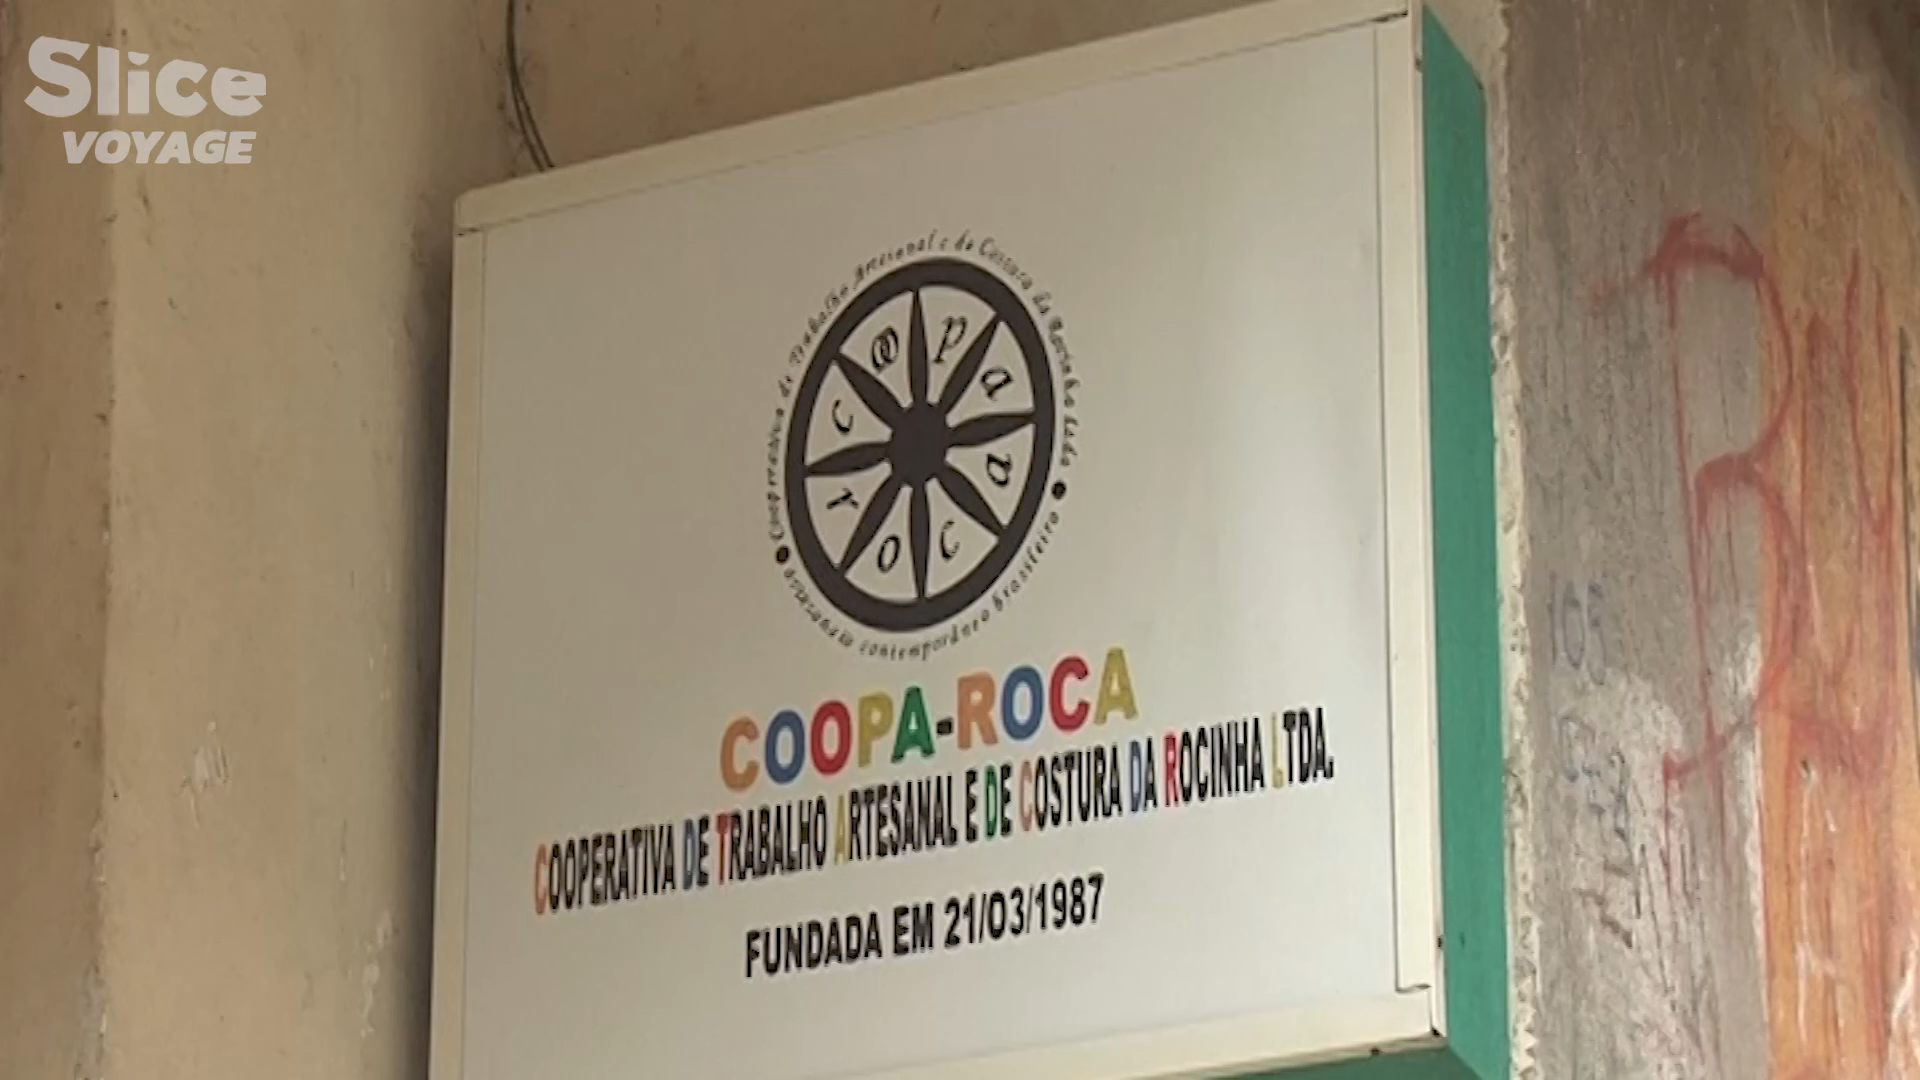 Slice
VOYAGE
Cooperativa de Trabalho Artesanal e de Costura da Rocinha Ltda
artesanato contemporâneo brasileiro
c oo p a
r o c a
COOPA-ROCA
COOPERATIVA DE TRABALHO ARTESANAL E DE COSTURA DA ROCINHA LTDA.
FUNDADA EM 21/03/1987